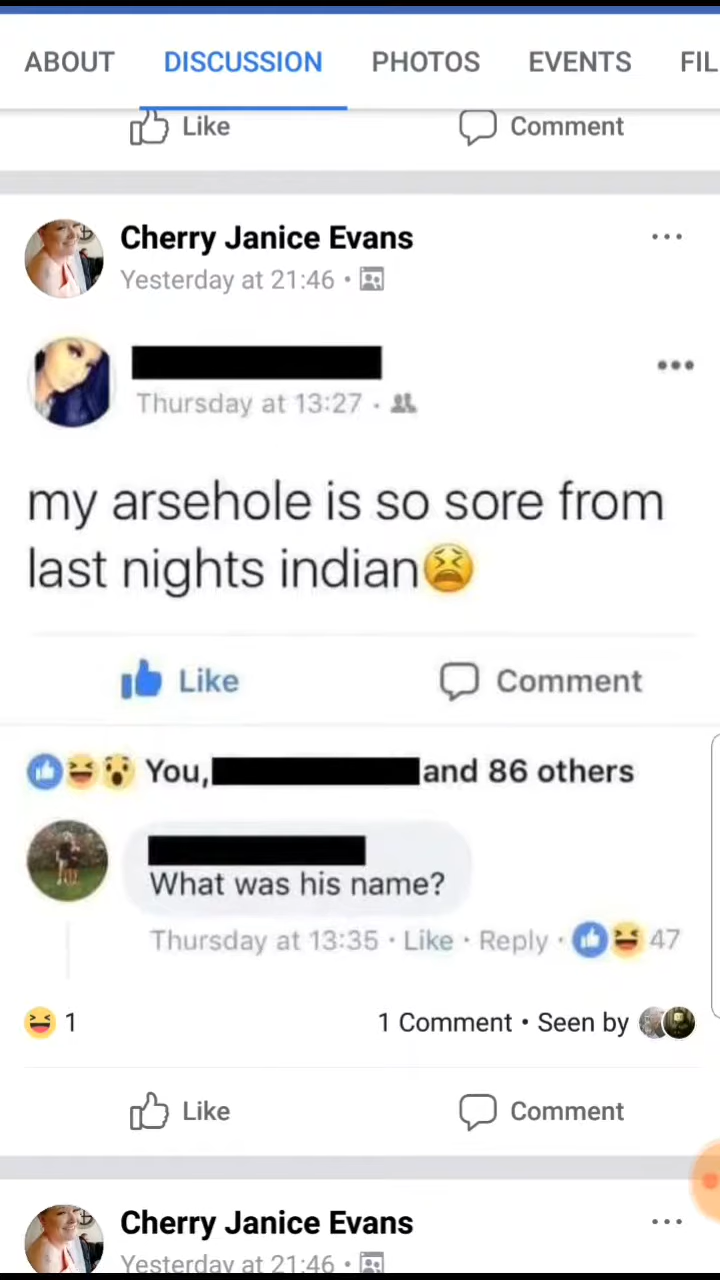 ABOUT DISCUSSION PHOTOS EVENTS FIL
Like Comment
Cherry Janice Evans
Yesterday at 21:46 •
Thursday at 13:27 •
my arsehole is so sore from
last nights indian
Like Comment
You, and 86 others
What was his name?
Thursday at 13:35 • Like • Reply • 47
1 1 Comment • Seen by
Like Comment
Cherry Janice Evans
Yesterday at 21:46 •